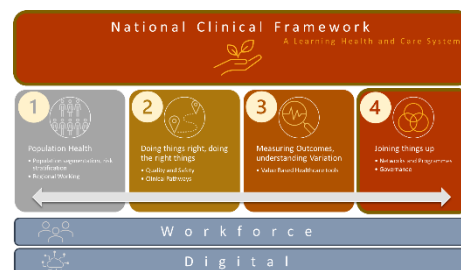 National Clinical Framework
A Learning Health and Care System
1
Population Health
• Population segmentation, risk
stratification
• Regional Working
2
Doing things right, doing
the right things
• Quality and Safety
• Clinical Pathways
3
Measuring Outcomes,
understanding Variation
• Value Based Healthcare tools
4
Joining things up
• Networks and Programmes
• Governance
Workforce
Digital